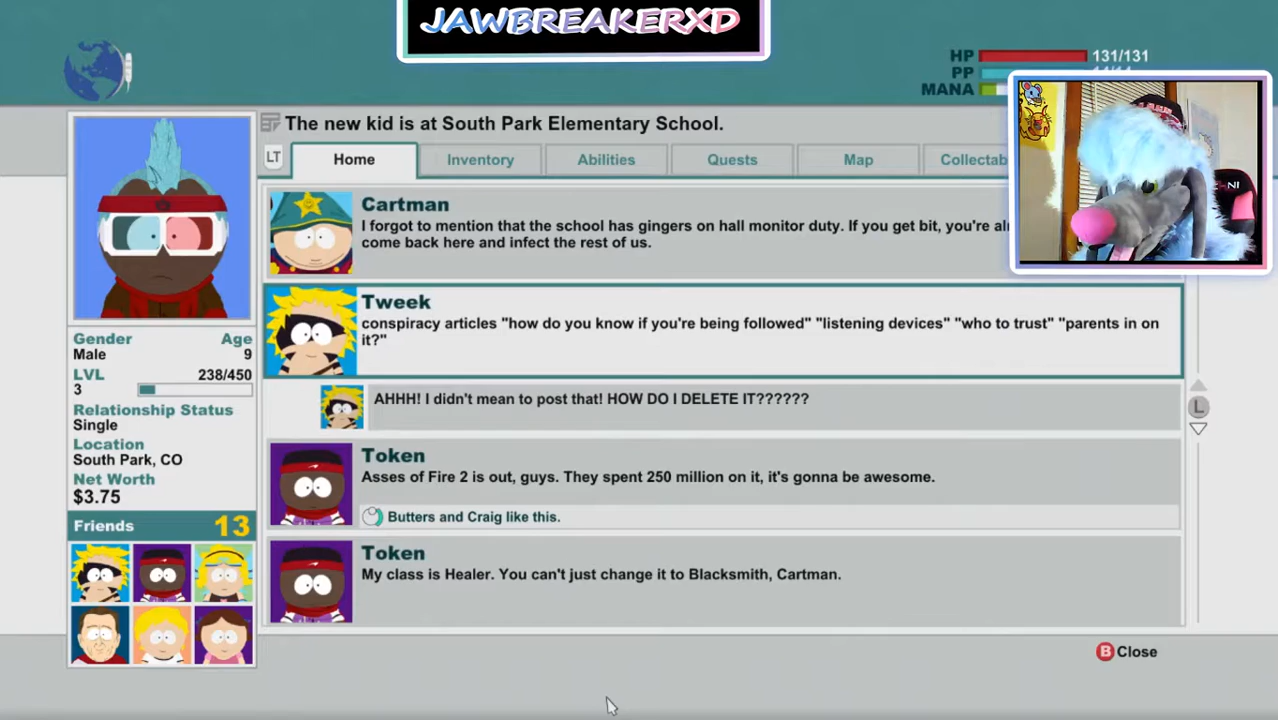 JAWBREAKERXD
HP 131/131
PP
MANA
The new kid is at South Park Elementary School.
LT Home Inventory Abilities Quests Map Collectab
Cartman
I forgot to mention that the school has gingers on hall monitor duty. If you get bit, you're al
come back here and infect the rest of us.
Tweek
conspiracy articles "how do you know if you're being followed" "listening devices" "who to trust" "parents in on
it?"
AHHH! I didn't mean to post that! HOW DO I DELETE IT??????
Token
Asses of Fire 2 is out, guys. They spent 250 million on it, it's gonna be awesome.
Butters and Craig like this.
Token
My class is Healer. You can't just change it to Blacksmith, Cartman.
Gender Age
Male 9
LVL 238/450
3
Relationship Status
Single
Location
South Park, CO
Net Worth
$3.75
Friends 13
L
B Close